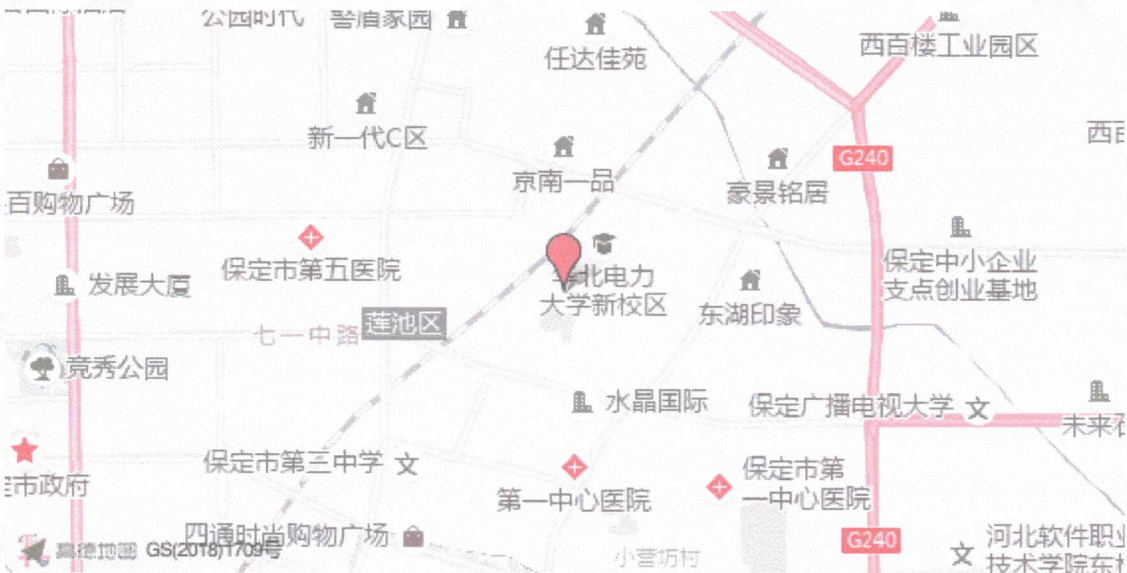 公园时代
警盾家园
任达佳苑
西百楼工业园区
新一代C区
京南一品
豪景铭居
G240
百购物广场
保定市第五医院
华北电力
大学新校区
保定中小企业
支点创业基地
发展大厦
东湖印象
七一中路
莲池区
竞秀公园
水晶国际
保定广播电视大学
文
未来石
定市政府
保定市第三中学
文
第一中心医院
保定市第
一中心医院
四通时尚购物广场
高德地图
GS(2018)1709号
小营坊村
G240
文
河北软件职业
技术学院东校